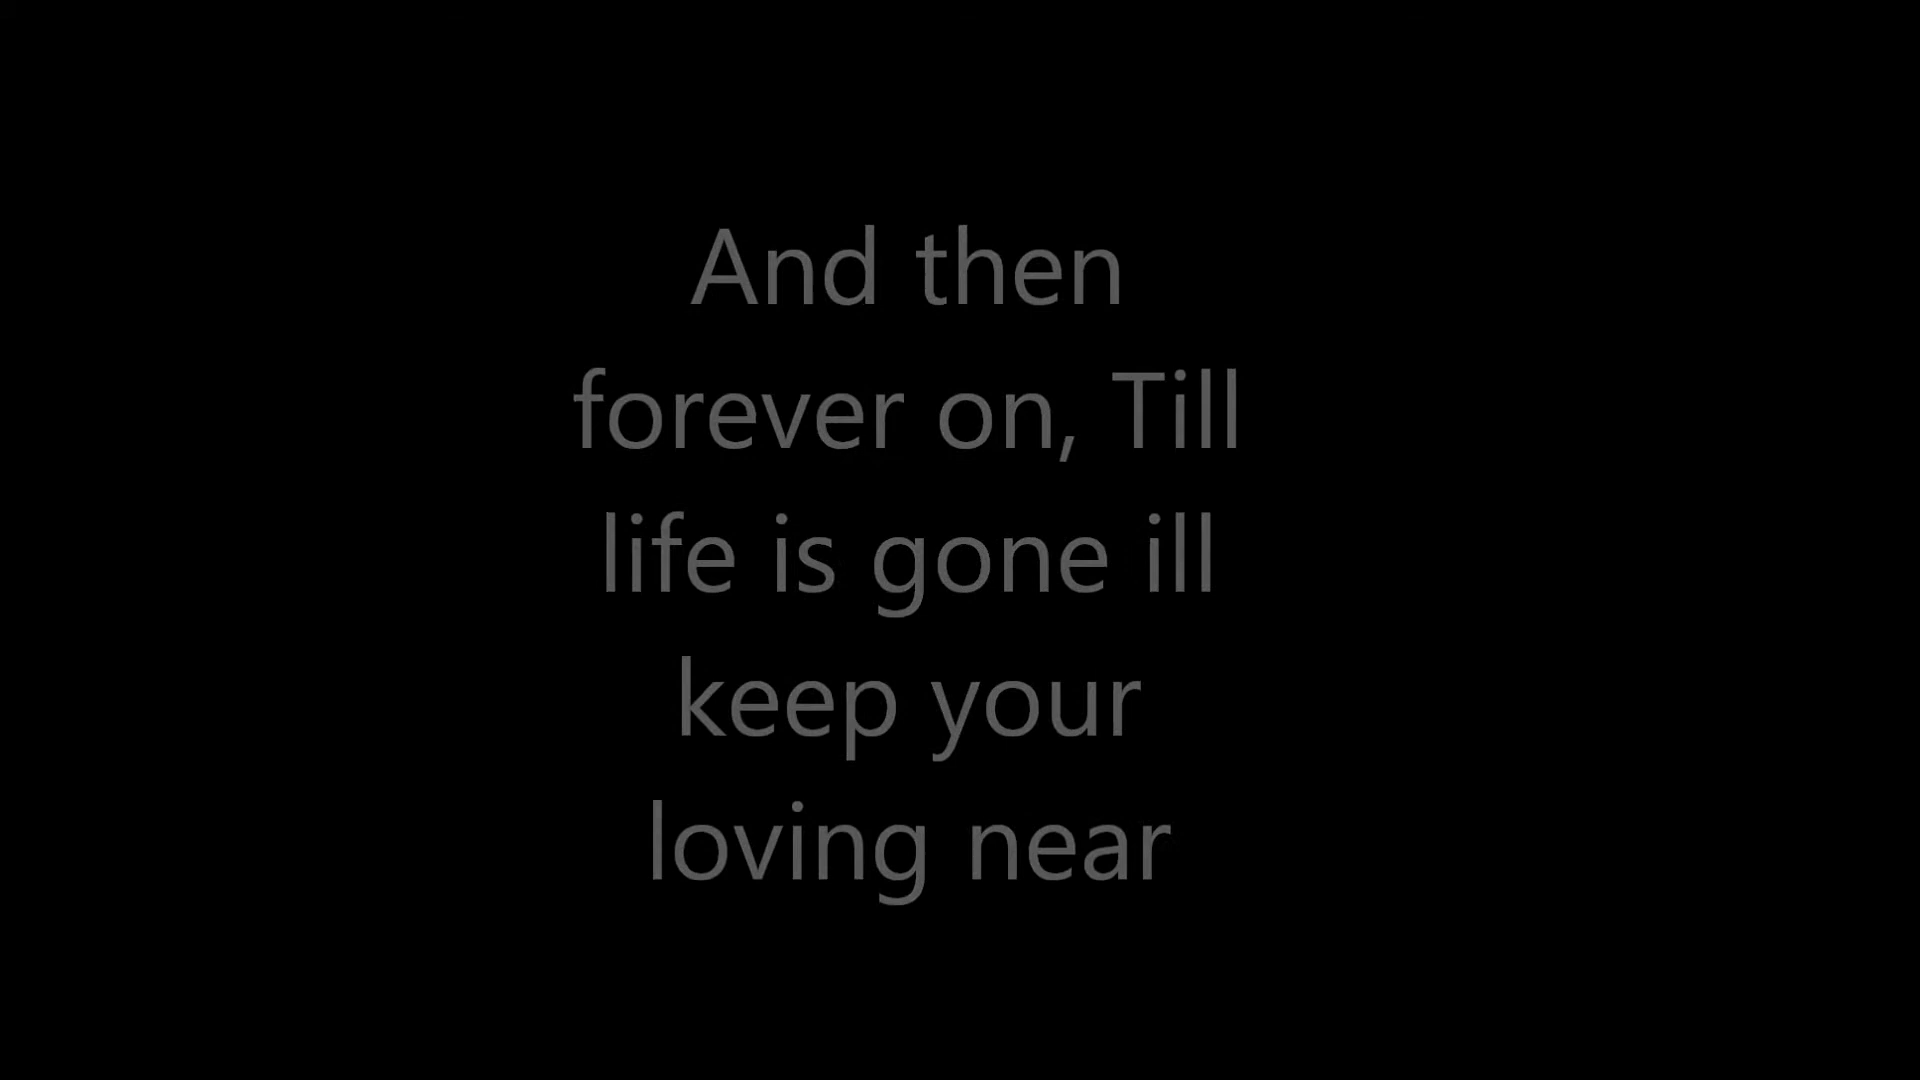 And then
forever on, Till
life is gone ill
keep your
loving near